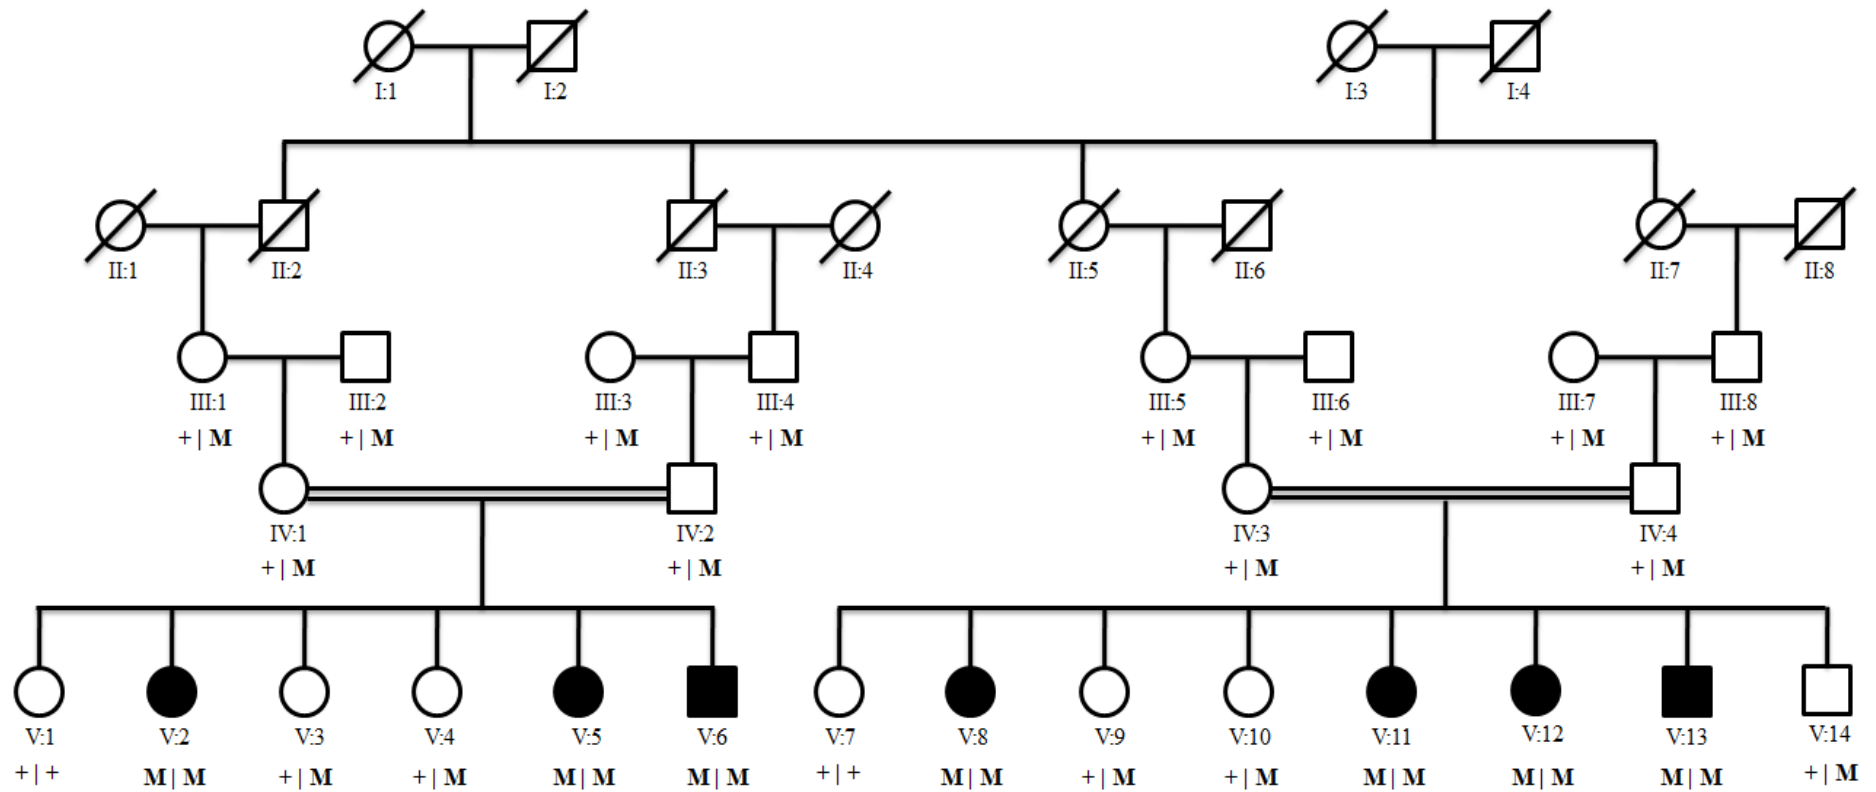 I:1 I:2 I:3 I:4
II:1 II:2 II:3 II:4 II:5 II:6 II:7 II:8
III:1 III:2 III:3 III:4 III:5 III:6 III:7 III:8
+ | M + | M + | M + | M + | M + | M + | M + | M
IV:1 IV:2 IV:3 IV:4
+ | M + | M + | M + | M
V:1 V:2 V:3 V:4 V:5 V:6 V:7 V:8 V:9 V:10 V:11 V:12 V:13 V:14
+ | + M | M + | M + | M M | M M | M + | + M | M + | M + | M M | M M | M M | M + | M